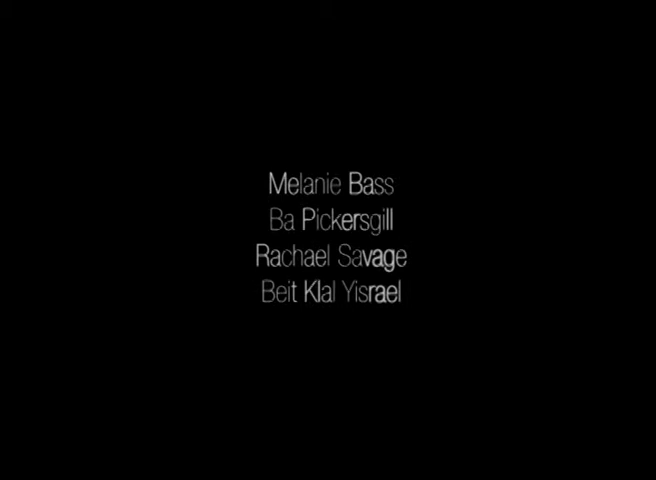 Melanie Bass
Ba Pickersgill
Rachael Savage
Beit Klal Yisrael